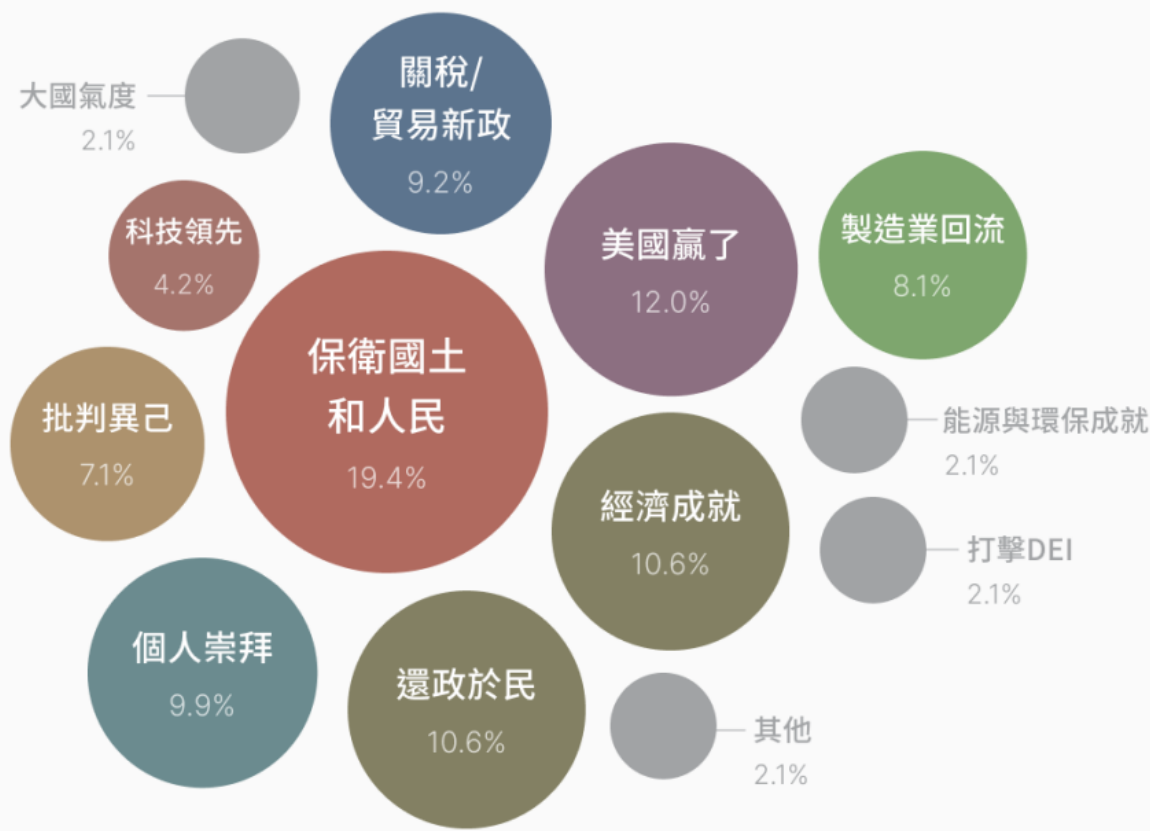 大國氣度
2.1%
關稅/
貿易新政
9.2%
科技領先
4.2%
美國贏了
12.0%
製造業回流
8.1%
保衛國土
和人民
19.4%
批判異己
7.1%
能源與環保成就
2.1%
經濟成就
10.6%
打擊DEI
2.1%
個人崇拜
9.9%
還政於民
10.6%
其他
2.1%